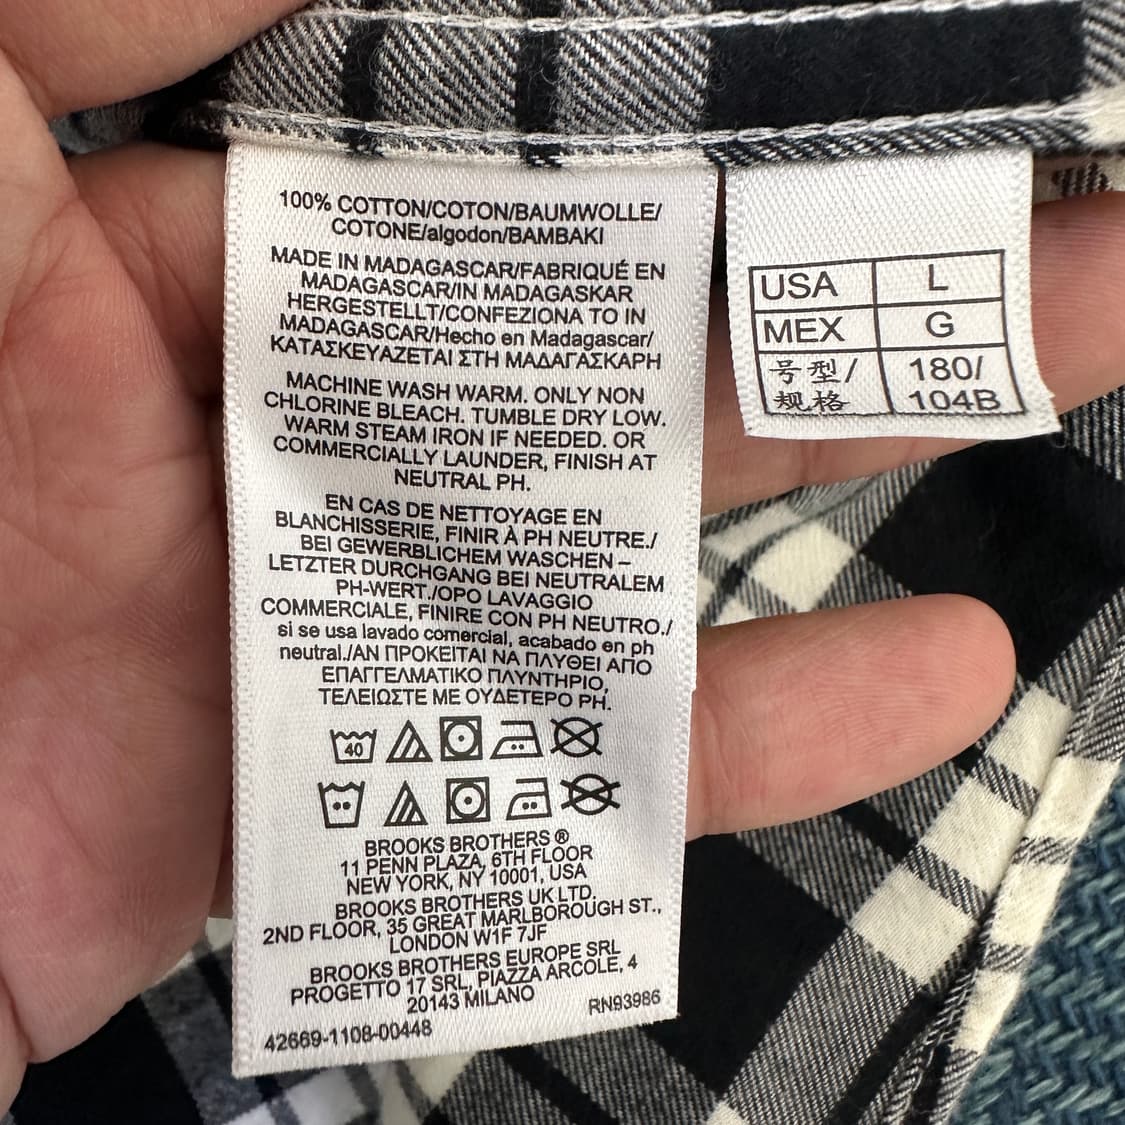 100% COTTON/COTON/BAUMWOLLE/
COTONE/algodon/BAMBAKI
MADE IN MADAGASCAR/FABRIQUÉ EN
MADAGASCAR/IN MADAGASKAR
HERGESTELLT/CONFEZIONA TO IN
MADAGASCAR/Hecho en Madagascar/
ΚΑΤΑΣΚΕΥΑΖΕΤΑΙ ΣΤΗ ΜΑΔΑΓΑΣΚΑΡΗ
MACHINE WASH WARM. ONLY NON
CHLORINE BLEACH. TUMBLE DRY LOW.
WARM STEAM IRON IF NEEDED. OR
COMMERCIALLY LAUNDER, FINISH AT
NEUTRAL PH.
EN CAS DE NETTOYAGE EN
BLANCHISSERIE, FINIR À PH NEUTRE./
BEI GEWERBLICHEM WASCHEN –
LETZTER DURCHGANG BEI NEUTRALEM
PH-WERT./OPO LAVAGGIO
COMMERCIALE, FINIRE CON PH NEUTRO./
si se usa lavado comercial, acabado en ph
neutral./ΑΝ ΠΡΟΚΕΙΤΑΙ ΝΑ ΠΛΥΘΕΙ ΑΠΟ
ΕΠΑΓΓΕΛΜΑΤΙΚΟ ΠΛΥΝΤΗΡΙΟ,
ΤΕΛΕΙΩΣΤΕ ΜΕ ΟΥΔΕΤΕΡΟ PH.
40
BROOKS BROTHERS ®
11 PENN PLAZA, 6TH FLOOR
NEW YORK, NY 10001, USA
BROOKS BROTHERS UK LTD.
2ND FLOOR, 35 GREAT MARLBOROUGH ST.,
LONDON W1F 7JF
BROOKS BROTHERS EUROPE SRL
PROGETTO 17 SRL, PIAZZA ARCOLE, 4
20143 MILANO
RN93986
42669-1108-00448
USA L
MEX G
号型/ 180/
规格 104B